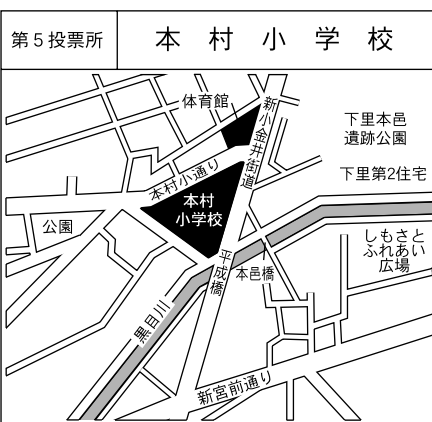 第5投票所
本村小学校
体育館
新小金井街道
下里本邑
遺跡公園
下里第2住宅
本村小通り
本村
小学校
公園
しもさと
ふれあい
広場
平成橋
本邑橋
黒目川
新宮前通り